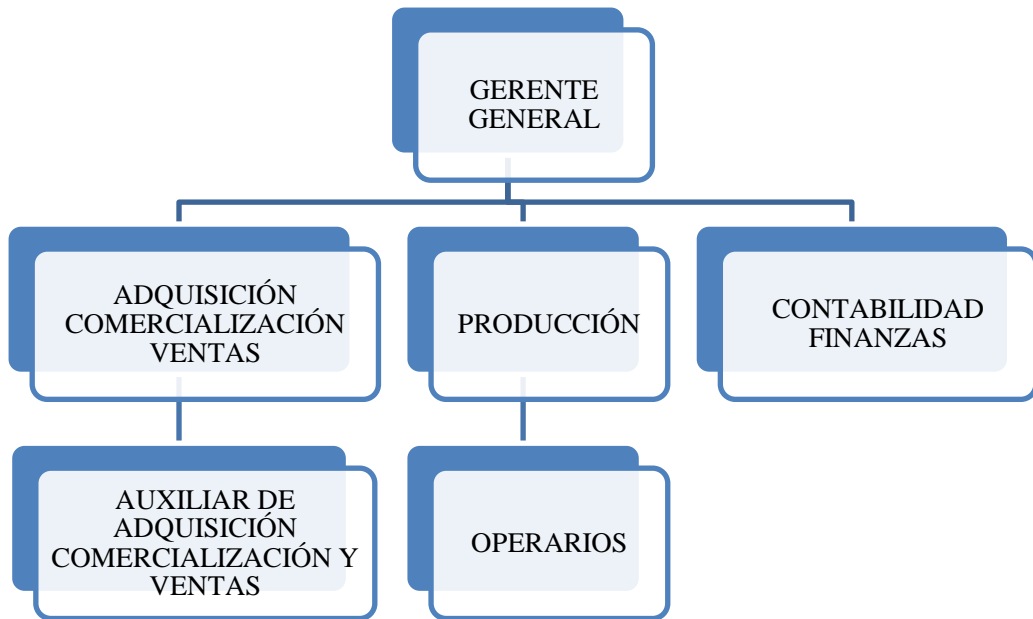 GERENTE
GENERAL
ADQUISICIÓN
COMERCIALIZACIÓN
VENTAS
PRODUCCIÓN
CONTABILIDAD
FINANZAS
AUXILIAR DE
ADQUISICIÓN
COMERCIALIZACIÓN Y
VENTAS
OPERARIOS